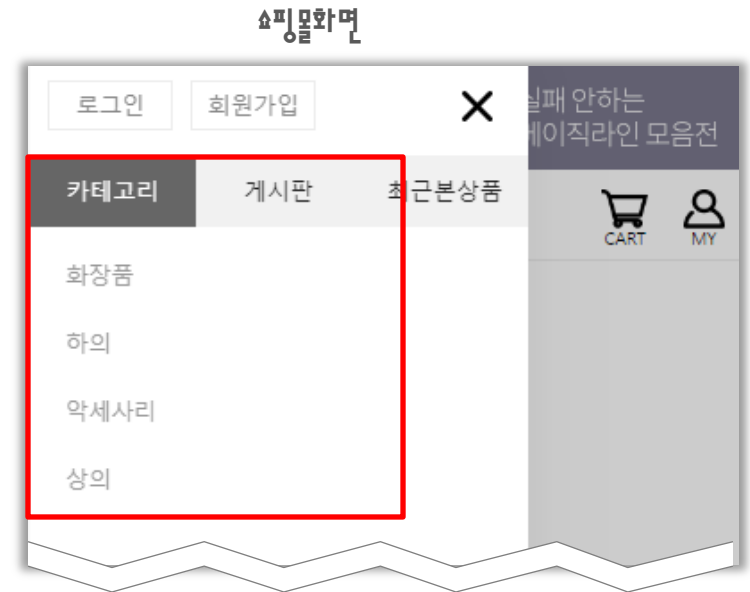 쇼핑몰화면
로그인 회원가입
실패 안하는
베이직라인 모음전
카테고리 게시판 최근본상품
CART MY
화장품
하의
악세사리
상의